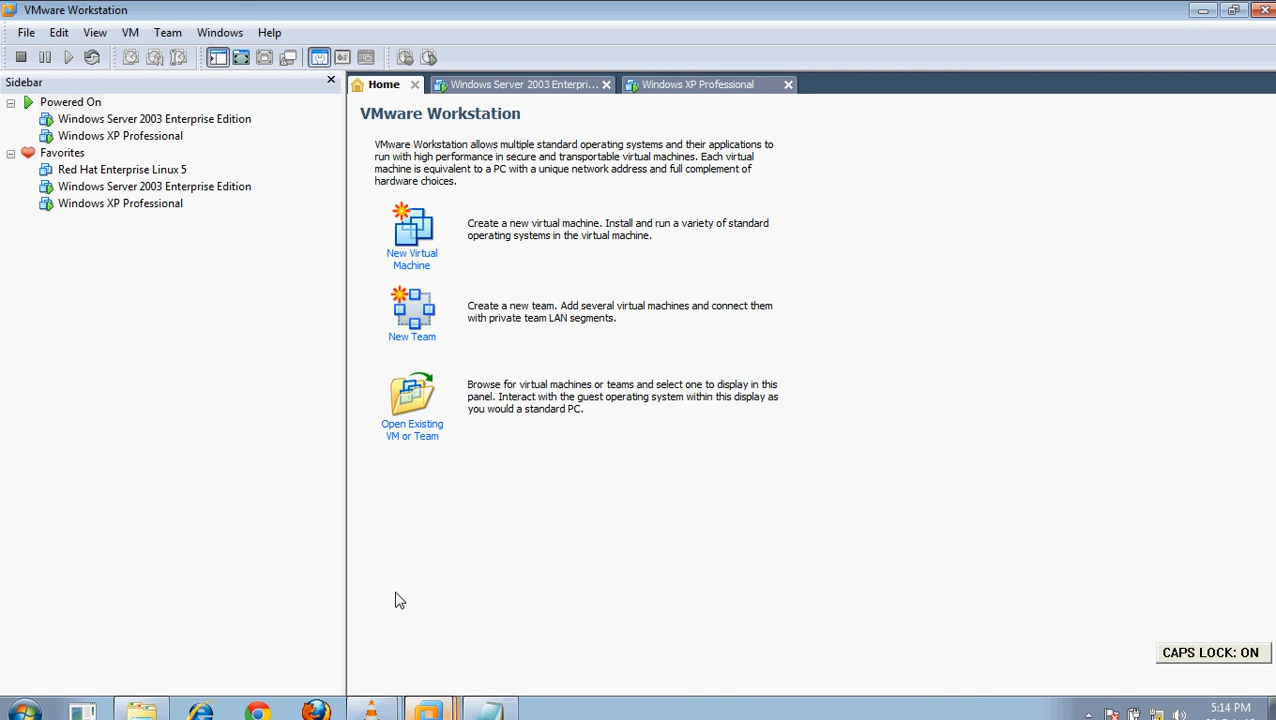 VMware Workstation
File Edit View VM Team Windows Help
Sidebar
Powered On
Windows Server 2003 Enterprise Edition
Windows XP Professional
Favorites
Red Hat Enterprise Linux 5
Windows Server 2003 Enterprise Edition
Windows XP Professional
Home
Windows Server 2003 Enterpri...
Windows XP Professional
VMware Workstation
VMware Workstation allows multiple standard operating systems and their applications to
run with high performance in secure and transportable virtual machines. Each virtual
machine is equivalent to a PC with a unique network address and full complement of
hardware choices.
New Virtual
Machine
Create a new virtual machine. Install and run a variety of standard
operating systems in the virtual machine.
New Team
Create a new team. Add several virtual machines and connect them
with private team LAN segments.
Open Existing
VM or Team
Browse for virtual machines or teams and select one to display in this
panel. Interact with the guest operating system within this display as
you would a standard PC.
CAPS LOCK: ON
5:14 PM